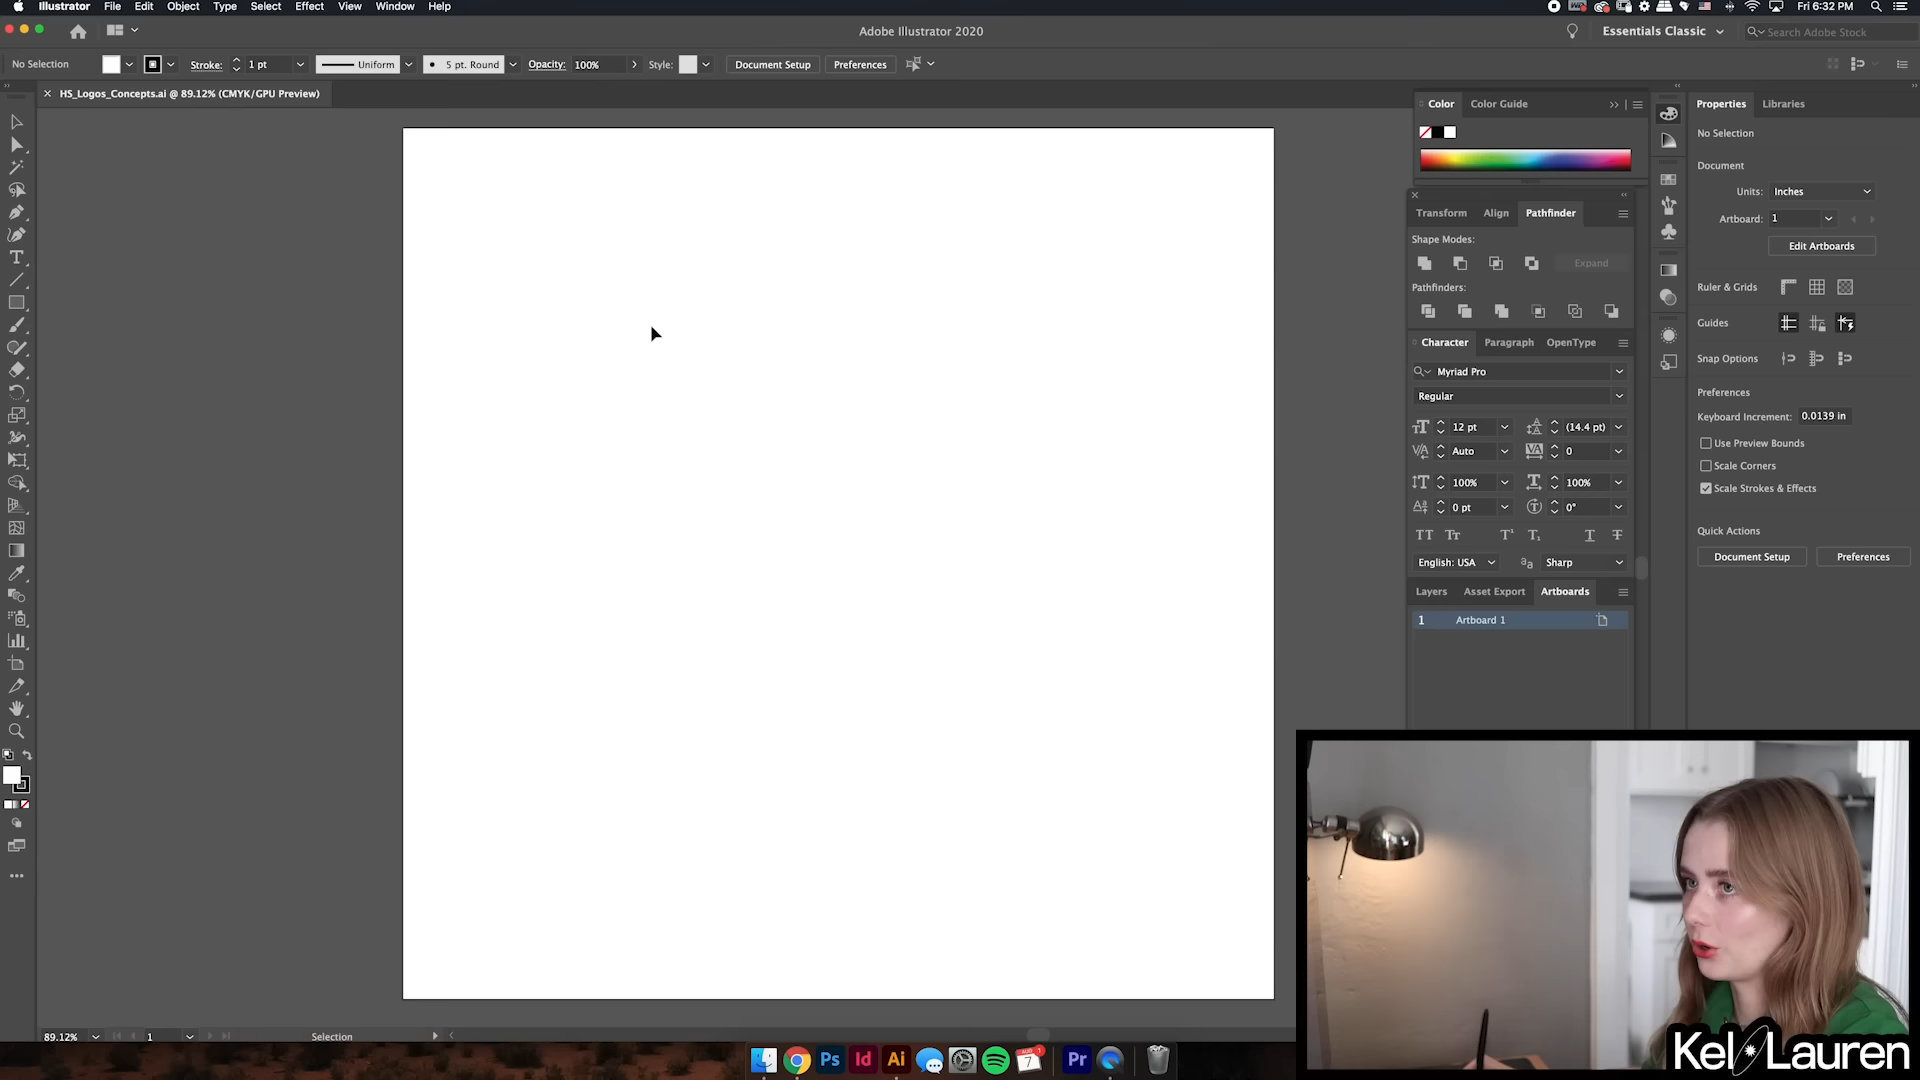 Illustrator File Edit Object Type Select Effect View Window Help
Fri 6:32 PM
Adobe Illustrator 2020
Essentials Classic
Search Adobe Stock
No Selection
Stroke: 1 pt
Uniform
5 pt. Round
Opacity: 100%
Style:
Document Setup
Preferences
HS_Logos_Concepts.ai @ 89.12% (CMYK/GPU Preview)
Color Color Guide
Transform Align Pathfinder
Shape Modes:
Expand
Pathfinders:
Character Paragraph OpenType
Myriad Pro
Regular
12 pt (14.4 pt)
Auto 0
100% 100%
0 pt 0°
English: USA Sharp
Layers Asset Export Artboards
1 Artboard 1
Properties Libraries
No Selection
Document
Units: Inches
Artboard: 1
Edit Artboards
Ruler & Grids
Guides
Snap Options
Preferences
Keyboard Increment: 0.0139 in
Use Preview Bounds
Scale Corners
Scale Strokes & Effects
Quick Actions
Document Setup Preferences
89.12% 1 Selection
Ps Id Ai 7 Pr
Kel Lauren